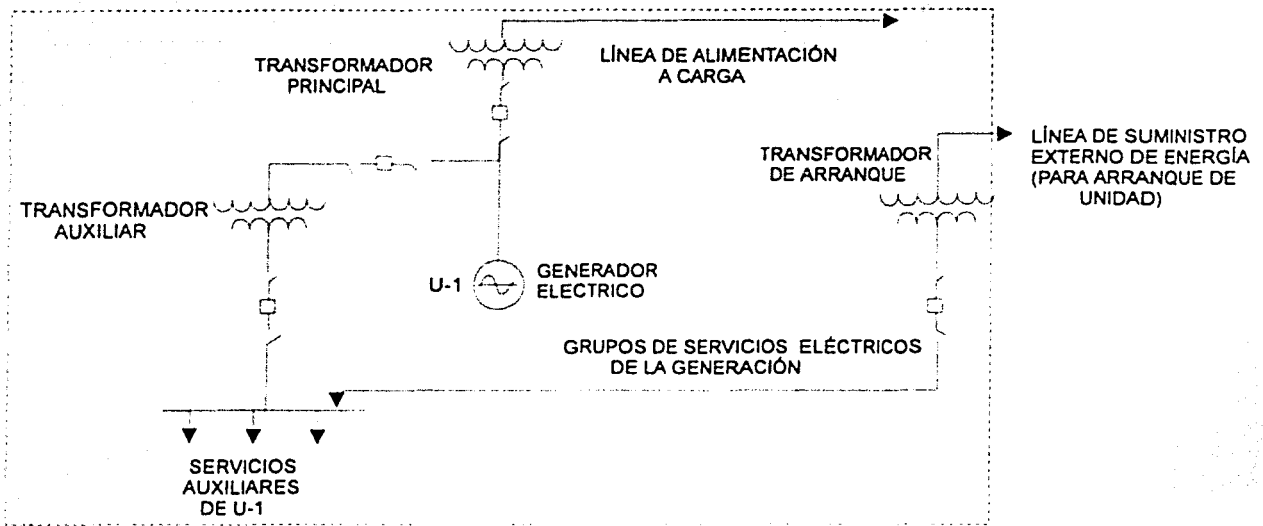 TRANSFORMADOR
PRINCIPAL
LÍNEA DE ALIMENTACIÓN
A CARGA
TRANSFORMADOR
DE ARRANQUE
LÍNEA DE SUMINISTRO
EXTERNO DE ENERGÍA
(PARA ARRANQUE DE
UNIDAD)
TRANSFORMADOR
AUXILIAR
U-1
GENERADOR
ELECTRICO
GRUPOS DE SERVICIOS ELÉCTRICOS
DE LA GENERACIÓN
SERVICIOS
AUXILIARES
DE U-1